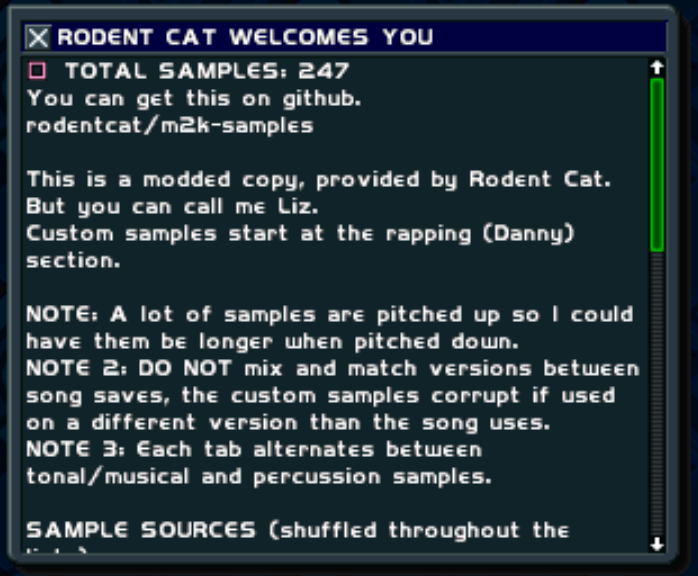 RODENT CAT WELCOMES YOU
TOTAL SAMPLES: 247
You can get this on github.
rodentcat/m2k-samples
This is a modded copy, provided by Rodent Cat.
But you can call me Liz.
Custom samples start at the rapping (Danny)
section.
NOTE: A lot of samples are pitched up so I could
have them be longer when pitched down.
NOTE 2: DO NOT mix and match versions between
song saves, the custom samples corrupt if used
on a different version than the song uses.
NOTE 3: Each tab alternates between
tonal/musical and percussion samples.
SAMPLE SOURCES (shuffled throughout the